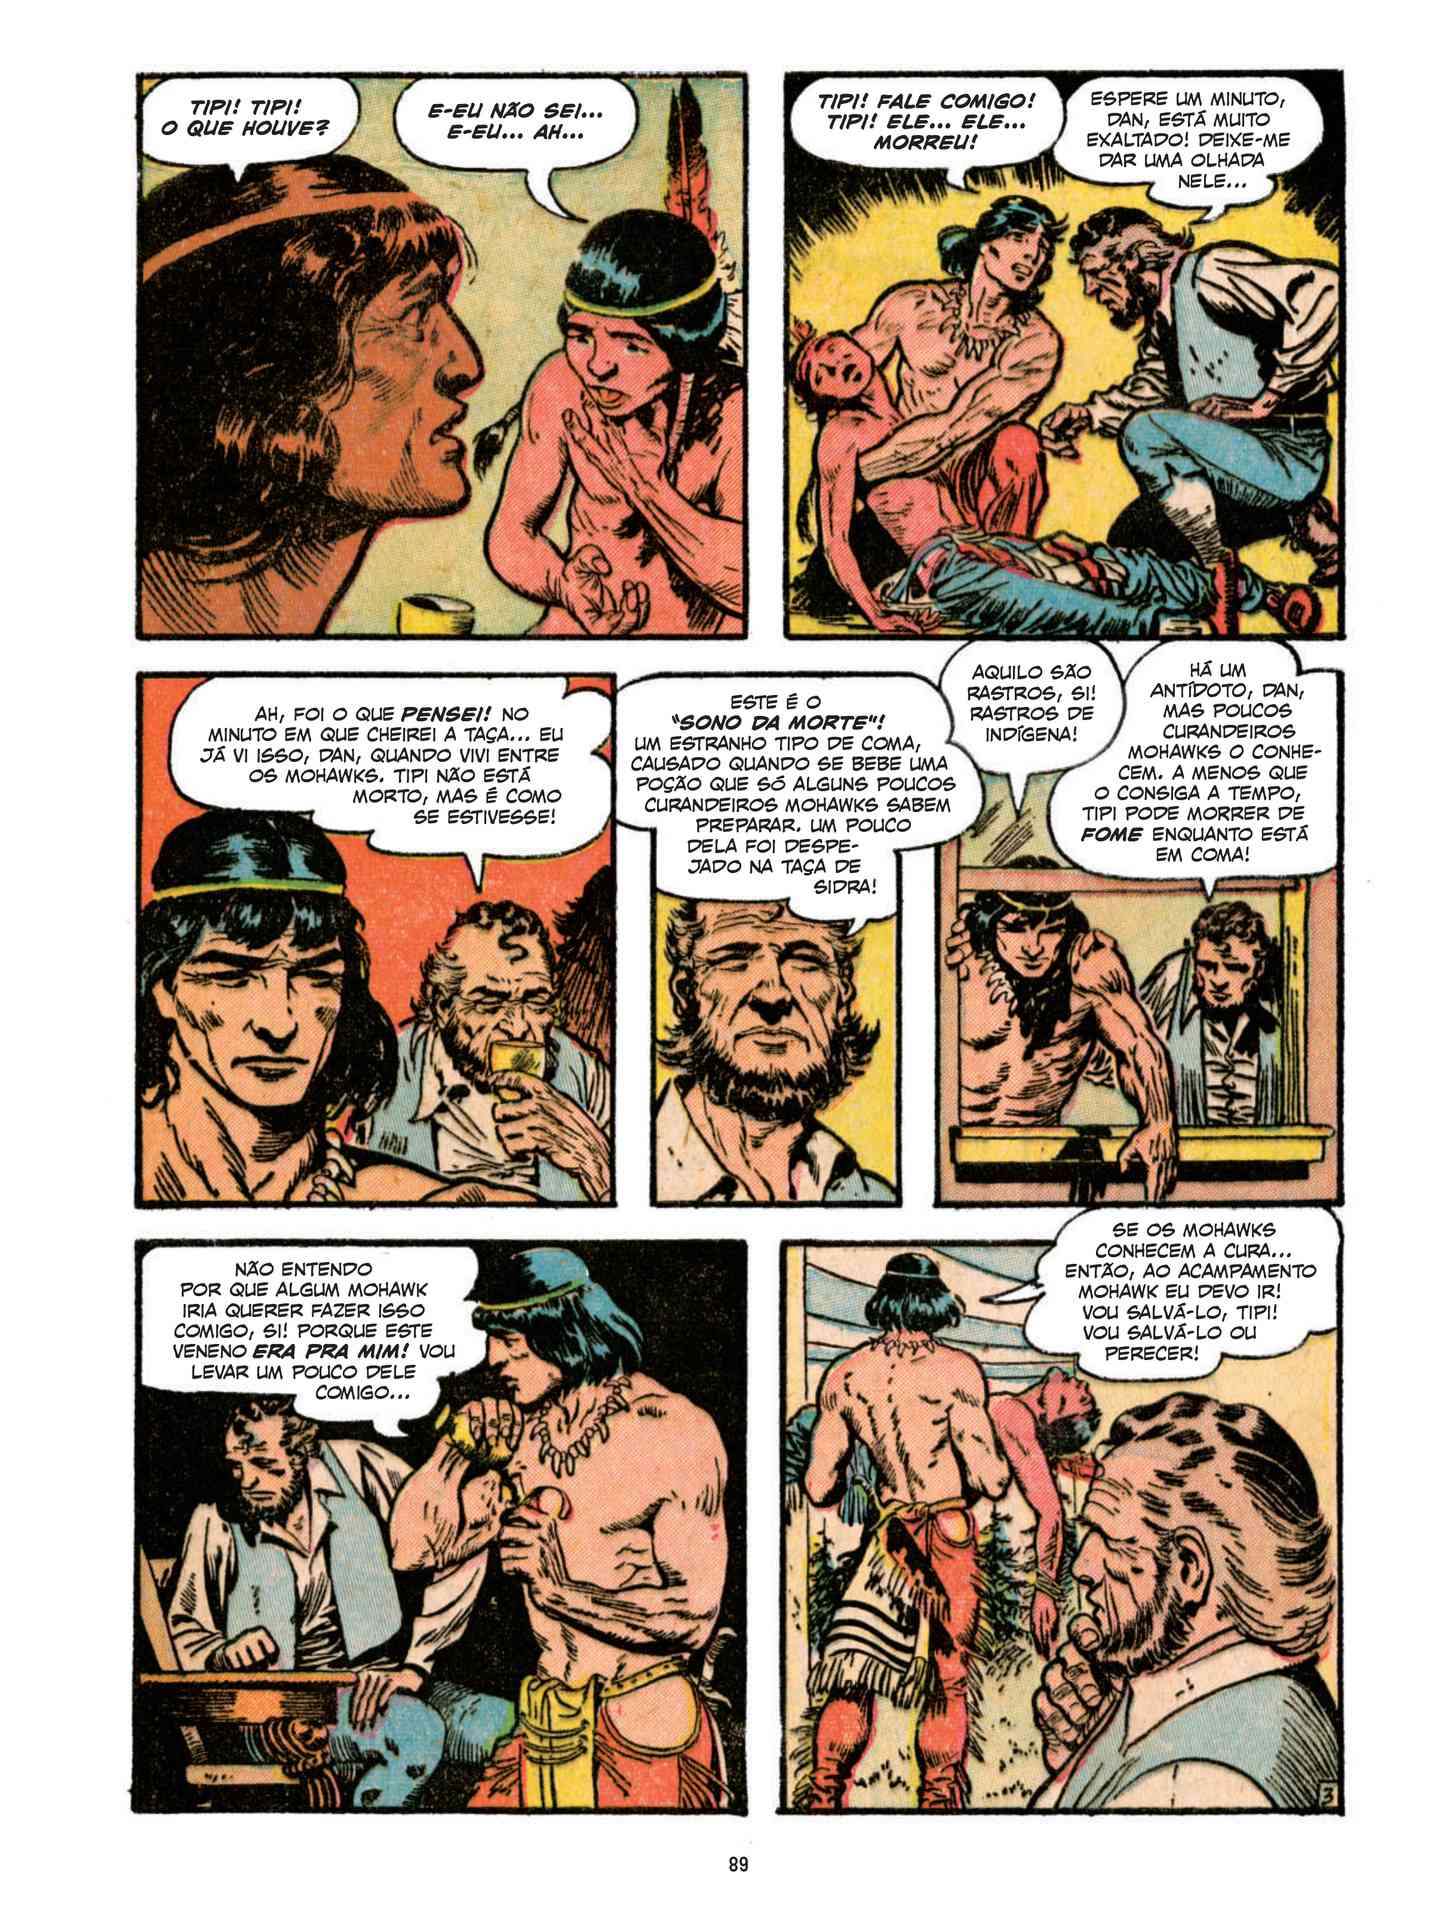 TIPI! TIPI!
O QUE HOUVE?
E-EU NÃO SEI...
E-EU... AH...
TIPI! FALE COMIGO!
TIPI! ELE... ELE...
MORREU!
ESPERE UM MINUTO,
DAN, ESTÁ MUITO
EXALTADO! DEIXE-ME
DAR UMA OLHADA
NELE...
AH, FOI O QUE PENSEI! NO
MINUTO EM QUE CHEIREI A TAÇA... EU
JÁ VI ISSO, DAN, QUANDO VIVI ENTRE
OS MOHAWKS. TIPI NÃO ESTÁ
MORTO, MAS É COMO
SE ESTIVESSE!
ESTE É O
"SONO DA MORTE"!
UM ESTRANHO TIPO DE COMA,
CAUSADO QUANDO SE BEBE UMA
POÇÃO QUE SÓ ALGUNS POUCOS
CURANDEIROS MOHAWKS SABEM
PREPARAR. UM POUCO
DELA FOI DESPE-
JADO NA TAÇA DE
SIDRA!
AQUILO SÃO
RASTROS, SI!
RASTROS DE
INDÍGENA!
HÁ UM
ANTÍDOTO, DAN,
MAS POUCOS
CURANDEIROS
MOHAWKS O CONHE-
CEM. A MENOS QUE
O CONSIGA A TEMPO,
TIPI PODE MORRER DE
FOME ENQUANTO ESTÁ
EM COMA!
NÃO ENTENDO
POR QUE ALGUM MOHAWK
IRIA QUERER FAZER ISSO
COMIGO, SI! PORQUE ESTE
VENENO ERA PRA MIM! VOU
LEVAR UM POUCO DELE
COMIGO...
SE OS MOHAWKS
CONHECEM A CURA...
ENTÃO, AO ACAMPAMENTO
MOHAWK EU DEVO IR!
VOU SALVÁ-LO, TIPI!
VOU SALVÁ-LO OU
PERECER!
3
89